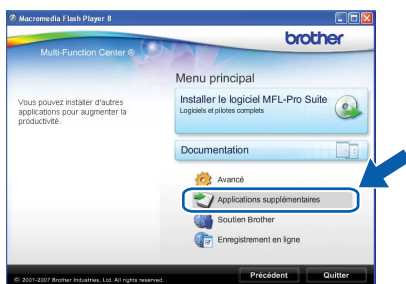 Macromedia Flash Player 8
brother
Multi-Function Center ®
Menu principal
Vous pouvez installer d'autres
applications pour augmenter la
productivité.
Installer le logiciel MFL-Pro Suite
Logiciels et pilotes complets
Documentation
Avancé
Applications supplémentaires
Soutien Brother
Enregistrement en ligne
© 2001-2007 Brother Industries, Ltd. All rights reserved.
Précédent
Quitter